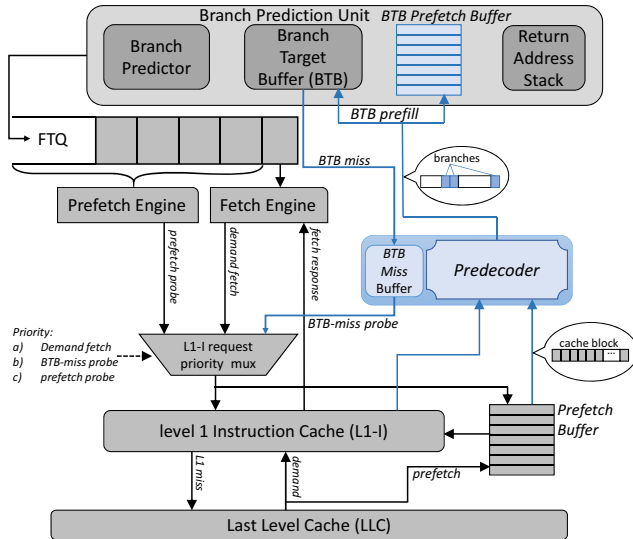 Branch Prediction Unit
BTB Prefetch Buffer
Branch
Predictor
Branch
Target
Buffer (BTB)
Return
Address
Stack
BTB prefill
FTQ
BTB miss
branches
Prefetch Engine
Fetch Engine
prefetch probe
demand fetch
fetch response
BTB
Miss
Buffer
Predecoder
BTB-miss probe
Priority:
a) Demand fetch
b) BTB-miss probe
c) prefetch probe
L1-I request
priority mux
cache block
...
level 1 Instruction Cache (L1-I)
Prefetch
Buffer
L1 miss
demand
prefetch
Last Level Cache (LLC)